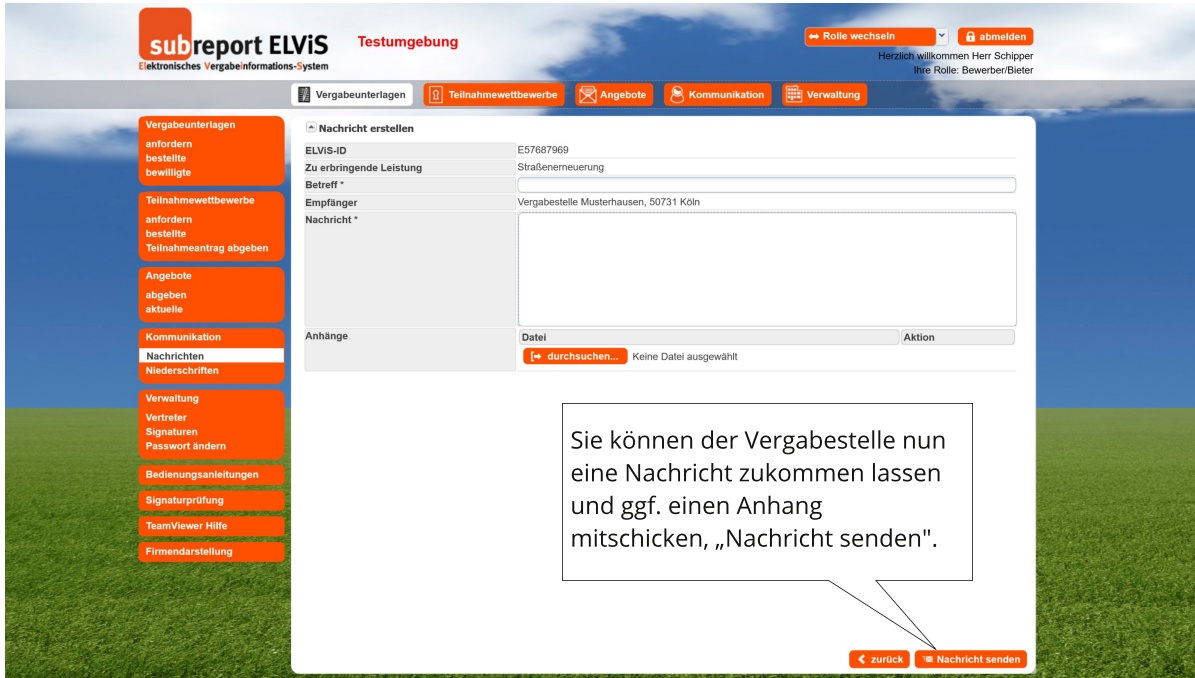 subreport ELViS
Elektronisches Vergabeinformations-System
Testumgebung
Rolle wechseln
abmelden
Herzlich willkommen Herr Schipper
Ihre Rolle: Bewerber/Bieter
Vergabeunterlagen
Teilnahmewettbewerbe
Angebote
Kommunikation
Verwaltung
Vergabeunterlagen
anfordern
bestellte
bewilligte
Teilnahmewettbewerbe
anfordern
bestellte
Teilnahmeantrag abgeben
Angebote
abgeben
aktuelle
Kommunikation
Nachrichten
Niederschriften
Verwaltung
Vertreter
Signaturen
Passwort ändern
Bedienungsanleitungen
Signaturprüfung
TeamViewer Hilfe
Firmendarstellung
Nachricht erstellen
ELViS-ID E57687969
Zu erbringende Leistung Straßenerneuerung
Betreff *
Empfänger Vergabestelle Musterhausen, 50731 Köln
Nachricht *
Anhänge Datei Aktion
durchsuchen... Keine Datei ausgewählt
Sie können der Vergabestelle nun
eine Nachricht zukommen lassen
und ggf. einen Anhang
mitschicken, „Nachricht senden".
zurück
Nachricht senden